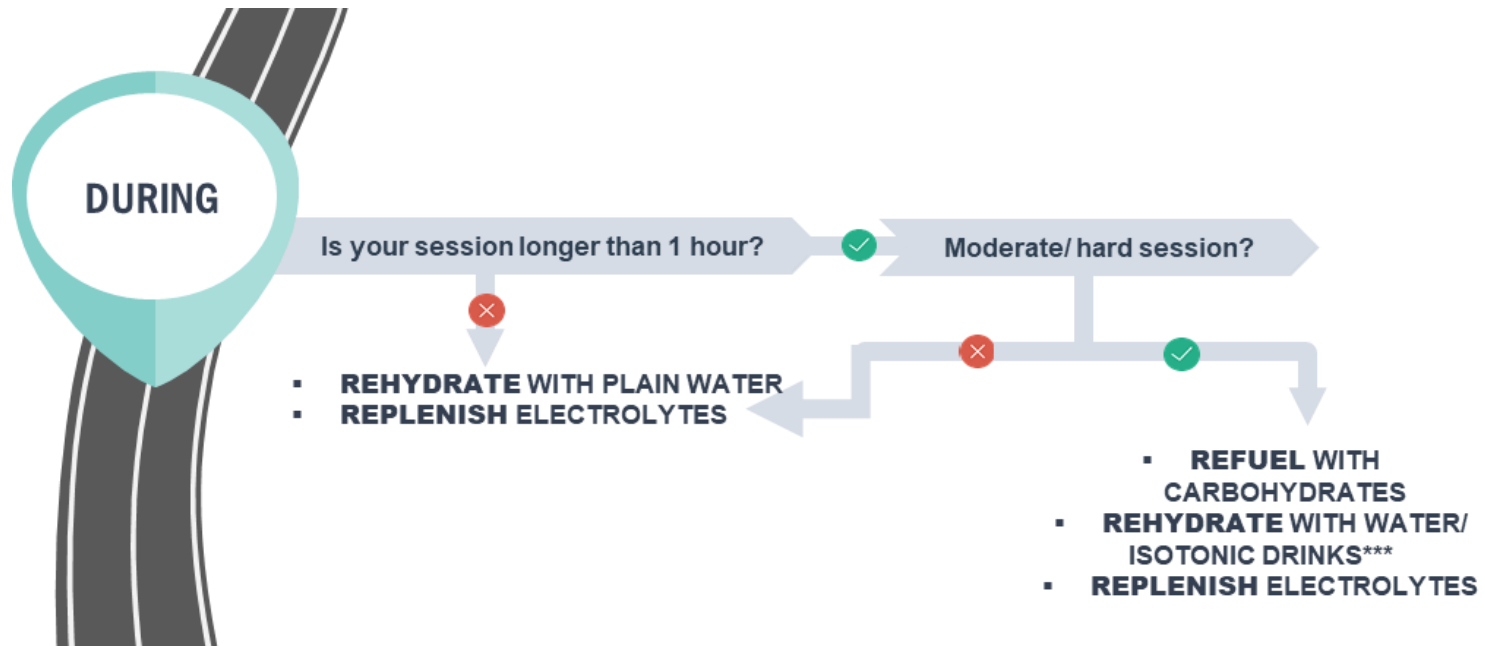 DURING
Is your session longer than 1 hour?
Moderate/ hard session?
▪ REHYDRATE WITH PLAIN WATER
▪ REPLENISH ELECTROLYTES
▪ REFUEL WITH
CARBOHYDRATES
▪ REHYDRATE WITH WATER/
ISOTONIC DRINKS***
▪ REPLENISH ELECTROLYTES